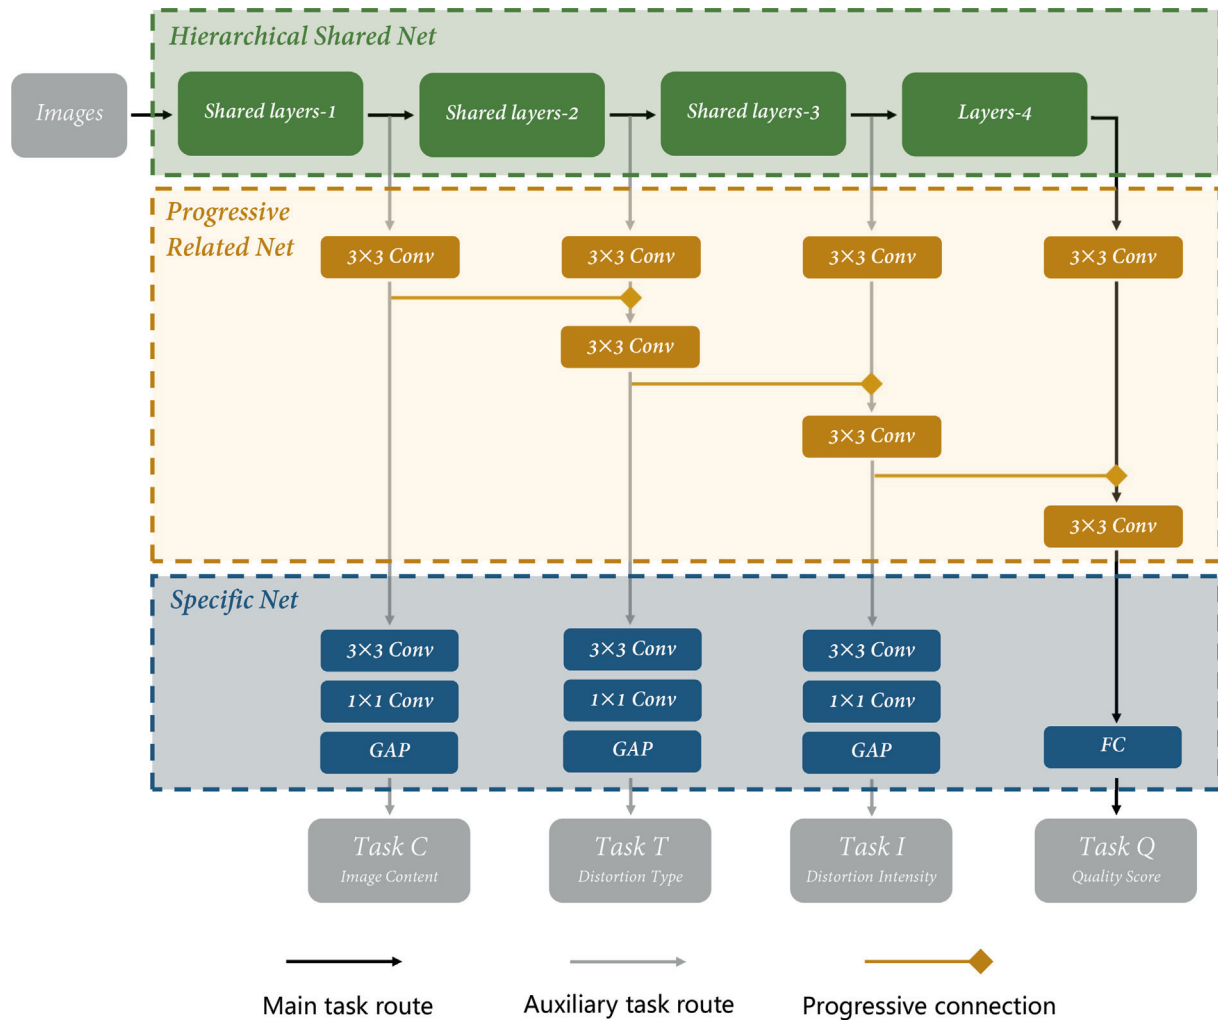 Hierarchical Shared Net
Images
Shared layers-1
Shared layers-2
Shared layers-3
Layers-4
Progressive
Related Net
3×3 Conv
3×3 Conv
3×3 Conv
3×3 Conv
3×3 Conv
3×3 Conv
3×3 Conv
Specific Net
3×3 Conv
3×3 Conv
3×3 Conv
1×1 Conv
1×1 Conv
1×1 Conv
GAP
GAP
GAP
FC
Task C
Image Content
Task T
Distortion Type
Task I
Distortion Intensity
Task Q
Quality Score
Main task route
Auxiliary task route
Progressive connection